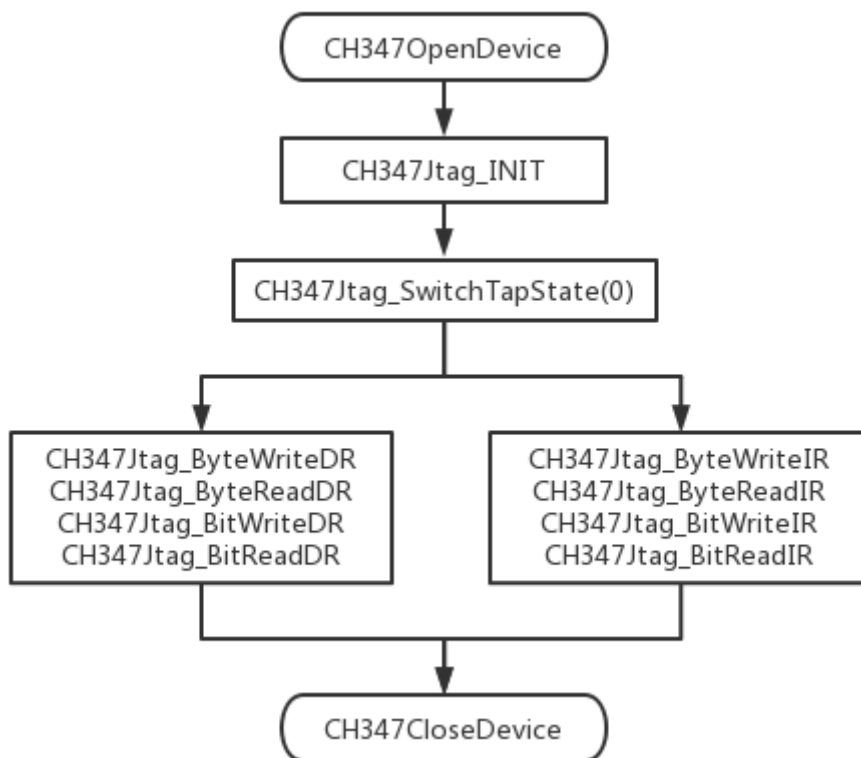 CH347OpenDevice
CH347Jtag_INIT
CH347Jtag_SwitchTapState(0)
CH347Jtag_ByteWriteDR
CH347Jtag_ByteReadDR
CH347Jtag_BitWriteDR
CH347Jtag_BitReadDR
CH347Jtag_ByteWriteIR
CH347Jtag_ByteReadIR
CH347Jtag_BitWriteIR
CH347Jtag_BitReadIR
CH347CloseDevice